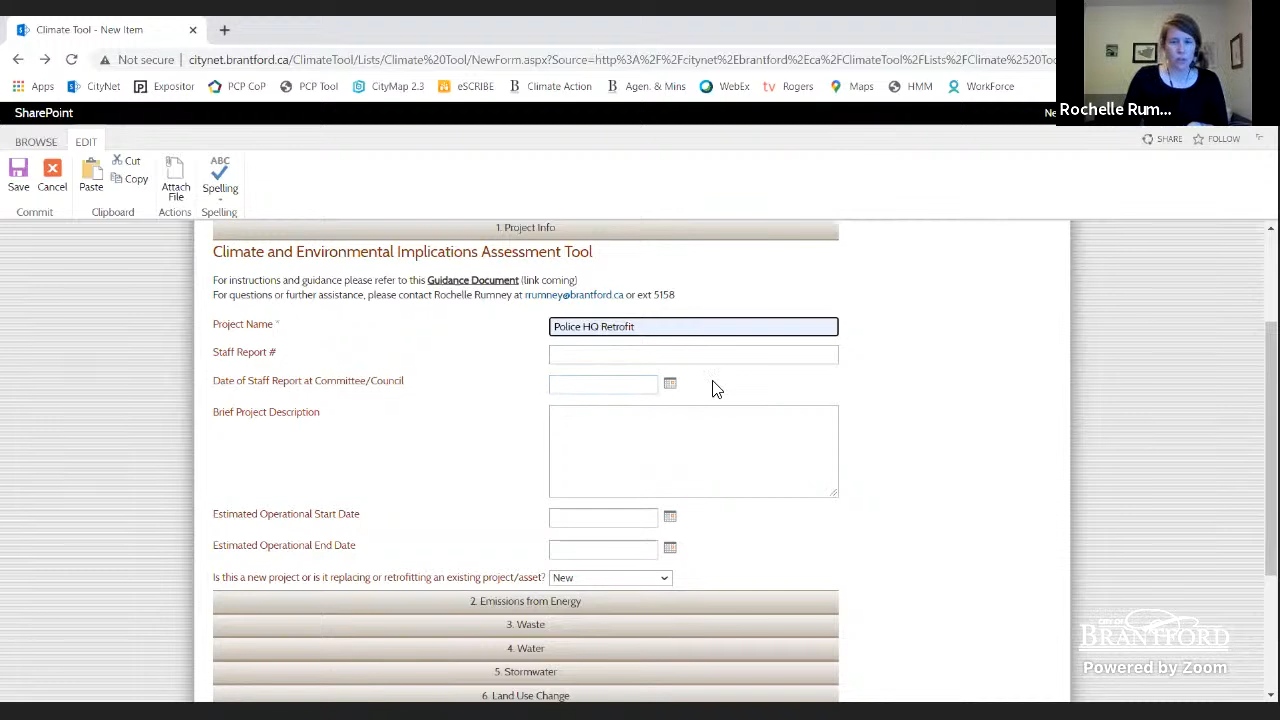 Climate Tool - New Item
Not secure
citynet.brantford.ca/ClimateTool/Lists/Climate%20Tool/NewForm.aspx?Source=http%3A%2F%2Fcitynet%2Ebrantford%2Eca%2FClimateTool%2FLists%2FClimate%2520To
Apps CityNet Expositor PCP CoP PCP Tool CityMap 2.3 eSCRIBE B Climate Action B Agen. & Mins WebEx tv Rogers Maps HMM WorkForce
SharePoint
Rochelle Rum...
BROWSE EDIT
SHARE FOLLOW
Save Cancel Paste Cut Copy Attach File ABC Spelling
Commit Clipboard Actions Spelling
1. Project Info
Climate and Environmental Implications Assessment Tool
For instructions and guidance please refer to this Guidance Document (link coming)
For questions or further assistance, please contact Rochelle Rumney at rrumney@brantford.ca or ext 5158
Project Name * Police HQ Retrofit
Staff Report #
Date of Staff Report at Committee/Council
Brief Project Description
Estimated Operational Start Date
Estimated Operational End Date
Is this a new project or is it replacing or retrofitting an existing project/asset? New
2. Emissions from Energy
3. Waste
4. Water
5. Stormwater
6. Land Use Change
CITY OF
BRANTFORD
Powered by Zoom